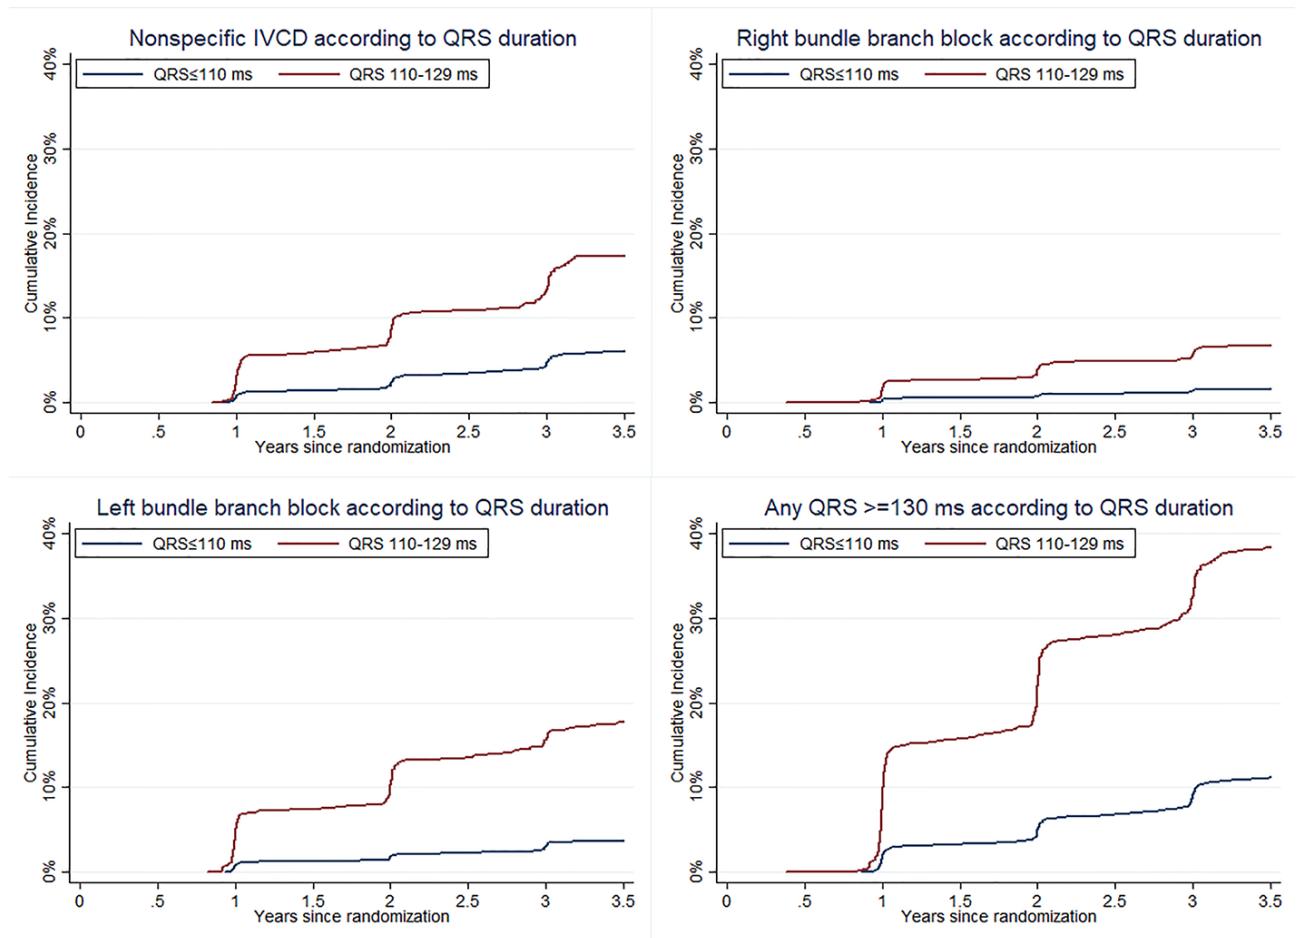 Nonspecific IVCD according to QRS duration
QRS≤110 ms QRS 110-129 ms
40%
30%
20%
10%
0%
Cumulative Incidence
0 .5 1 1.5 2 2.5 3 3.5
Years since randomization
Right bundle branch block according to QRS duration
QRS≤110 ms QRS 110-129 ms
40%
30%
20%
10%
0%
Cumulative Incidence
0 .5 1 1.5 2 2.5 3 3.5
Years since randomization
Left bundle branch block according to QRS duration
QRS≤110 ms QRS 110-129 ms
40%
30%
20%
10%
0%
Cumulative Incidence
0 .5 1 1.5 2 2.5 3 3.5
Years since randomization
Any QRS >=130 ms according to QRS duration
QRS≤110 ms QRS 110-129 ms
40%
30%
20%
10%
0%
Cumulative Incidence
0 .5 1 1.5 2 2.5 3 3.5
Years since randomization